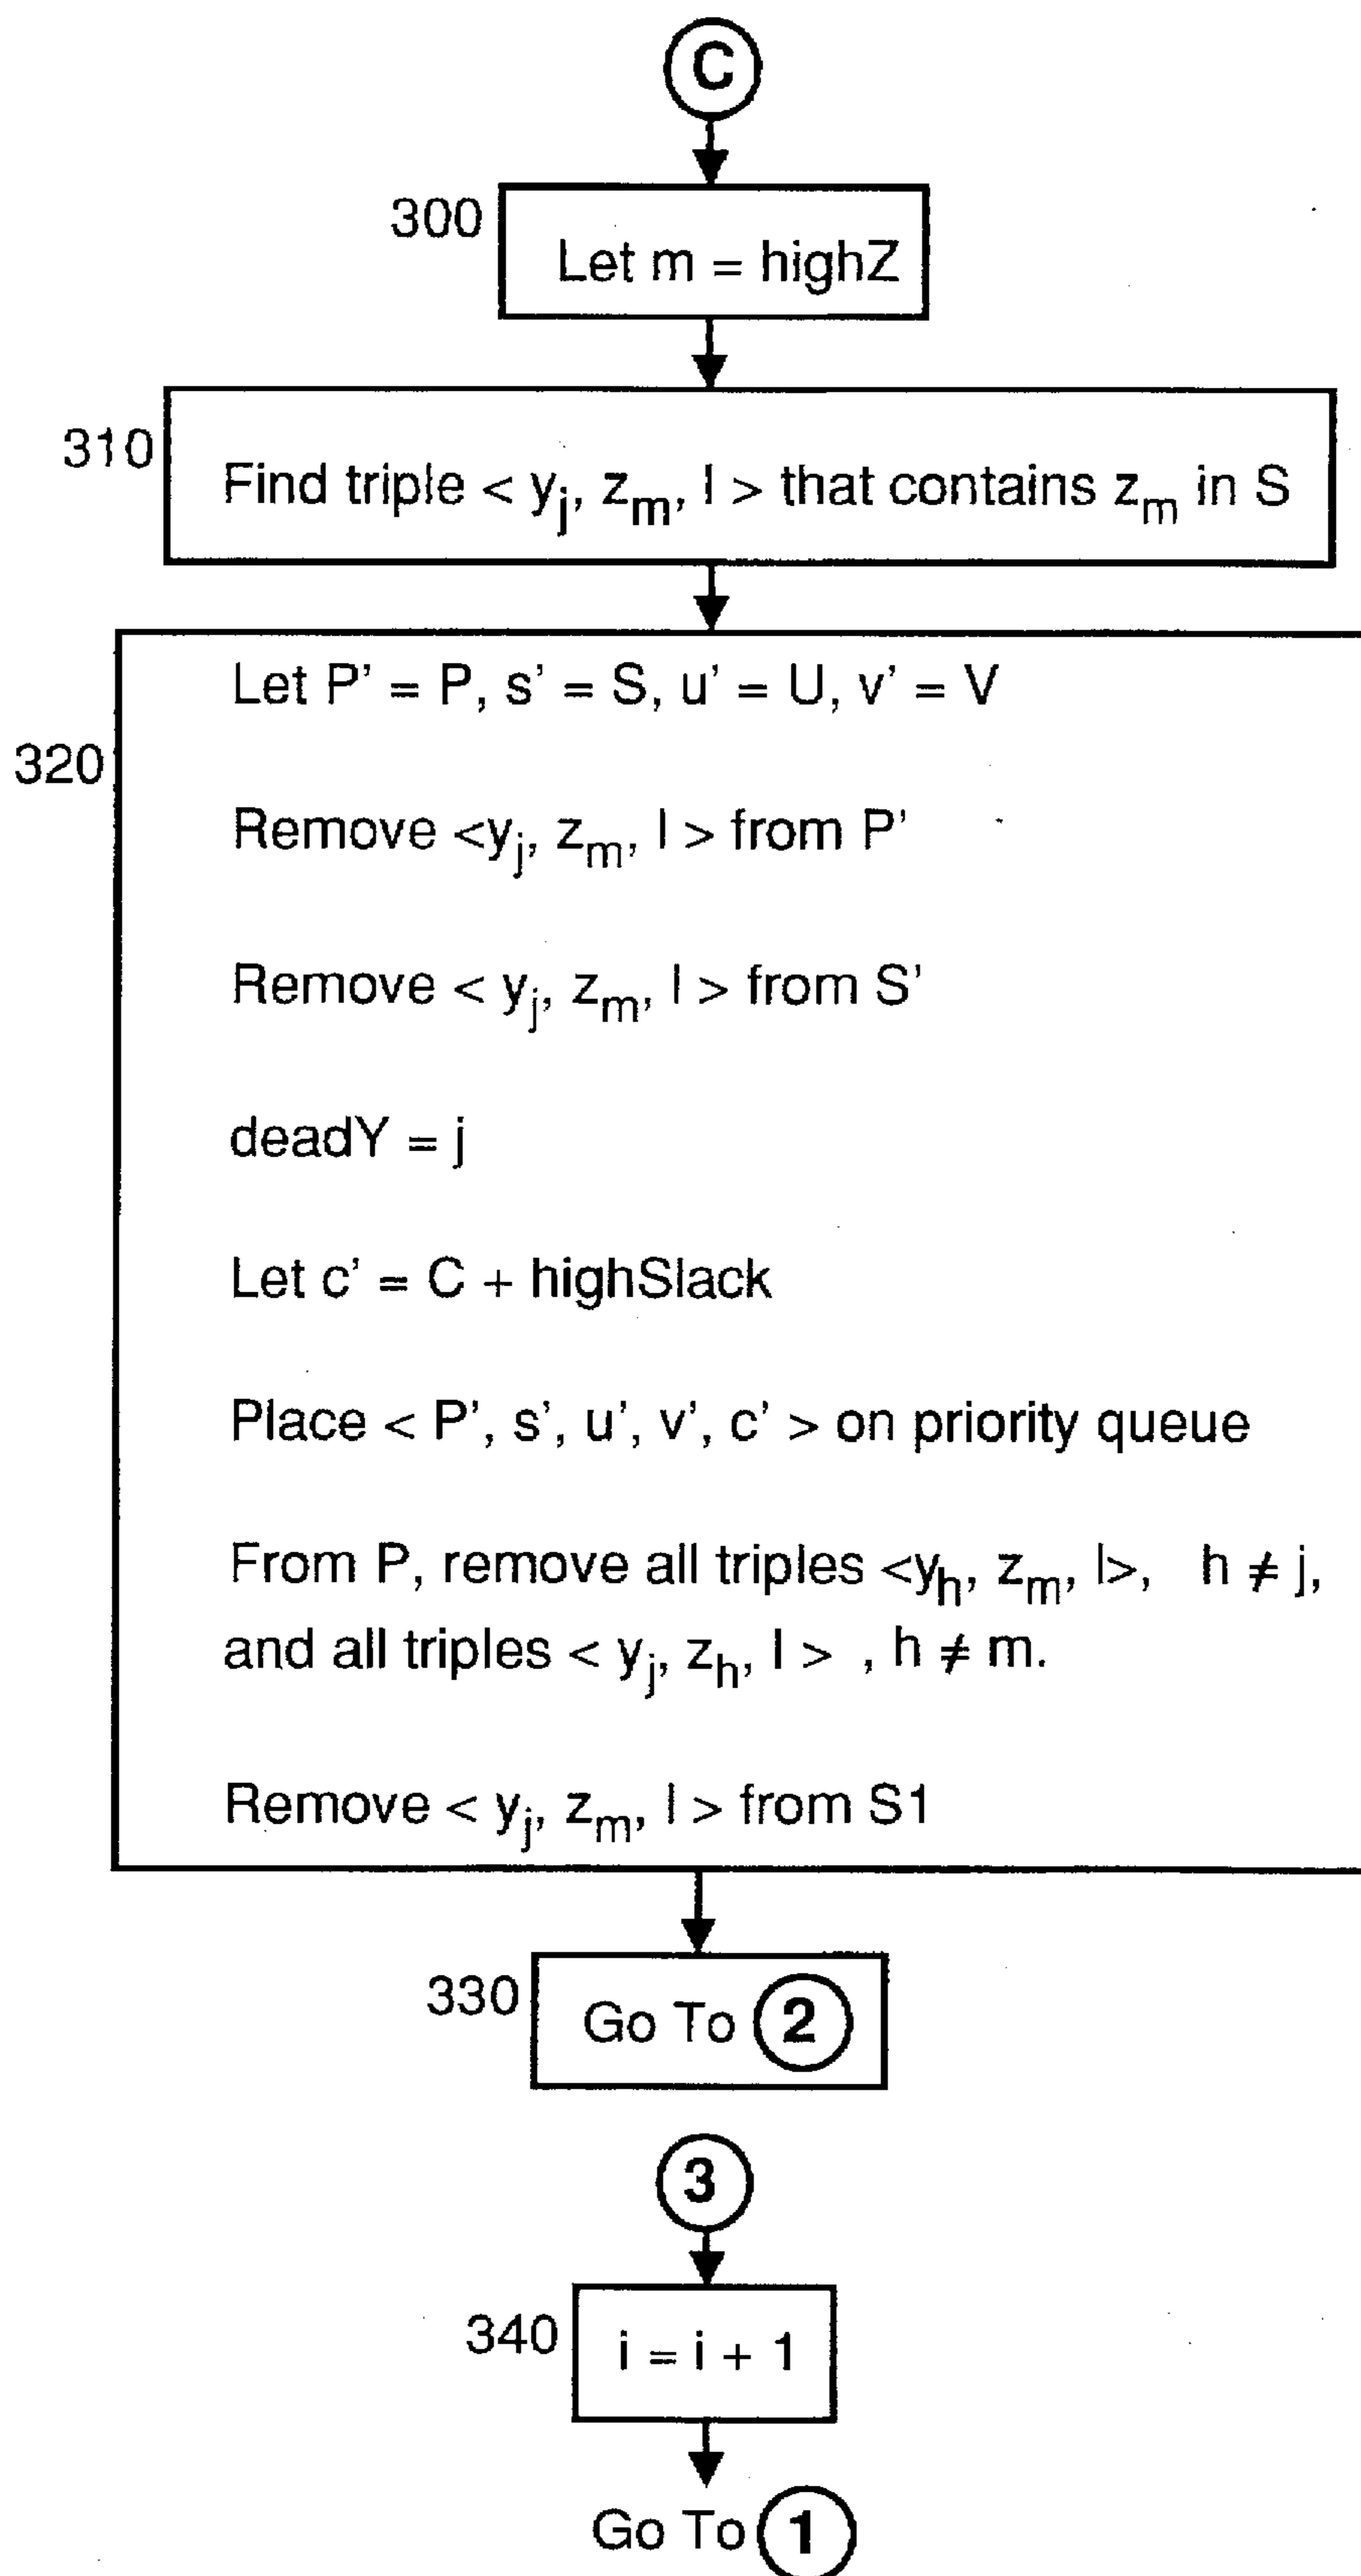 C
300
Let m = highZ
310
Find triple < yj, zm, l > that contains zm in S
Let P' = P, s' = S, u' = U, v' = V
320
Remove <yj, zm, l > from P'
Remove < yj, zm, l > from S'
deadY = j
Let c' = C + highSlack
Place < P', s', u', v', c' > on priority queue
From P, remove all triples <yh, zm, l>, h ≠ j,
and all triples < yj, zh, l > , h ≠ m.
Remove < yj, zm, l > from S1
330
Go To 2
3
340
i = i + 1
Go To 1